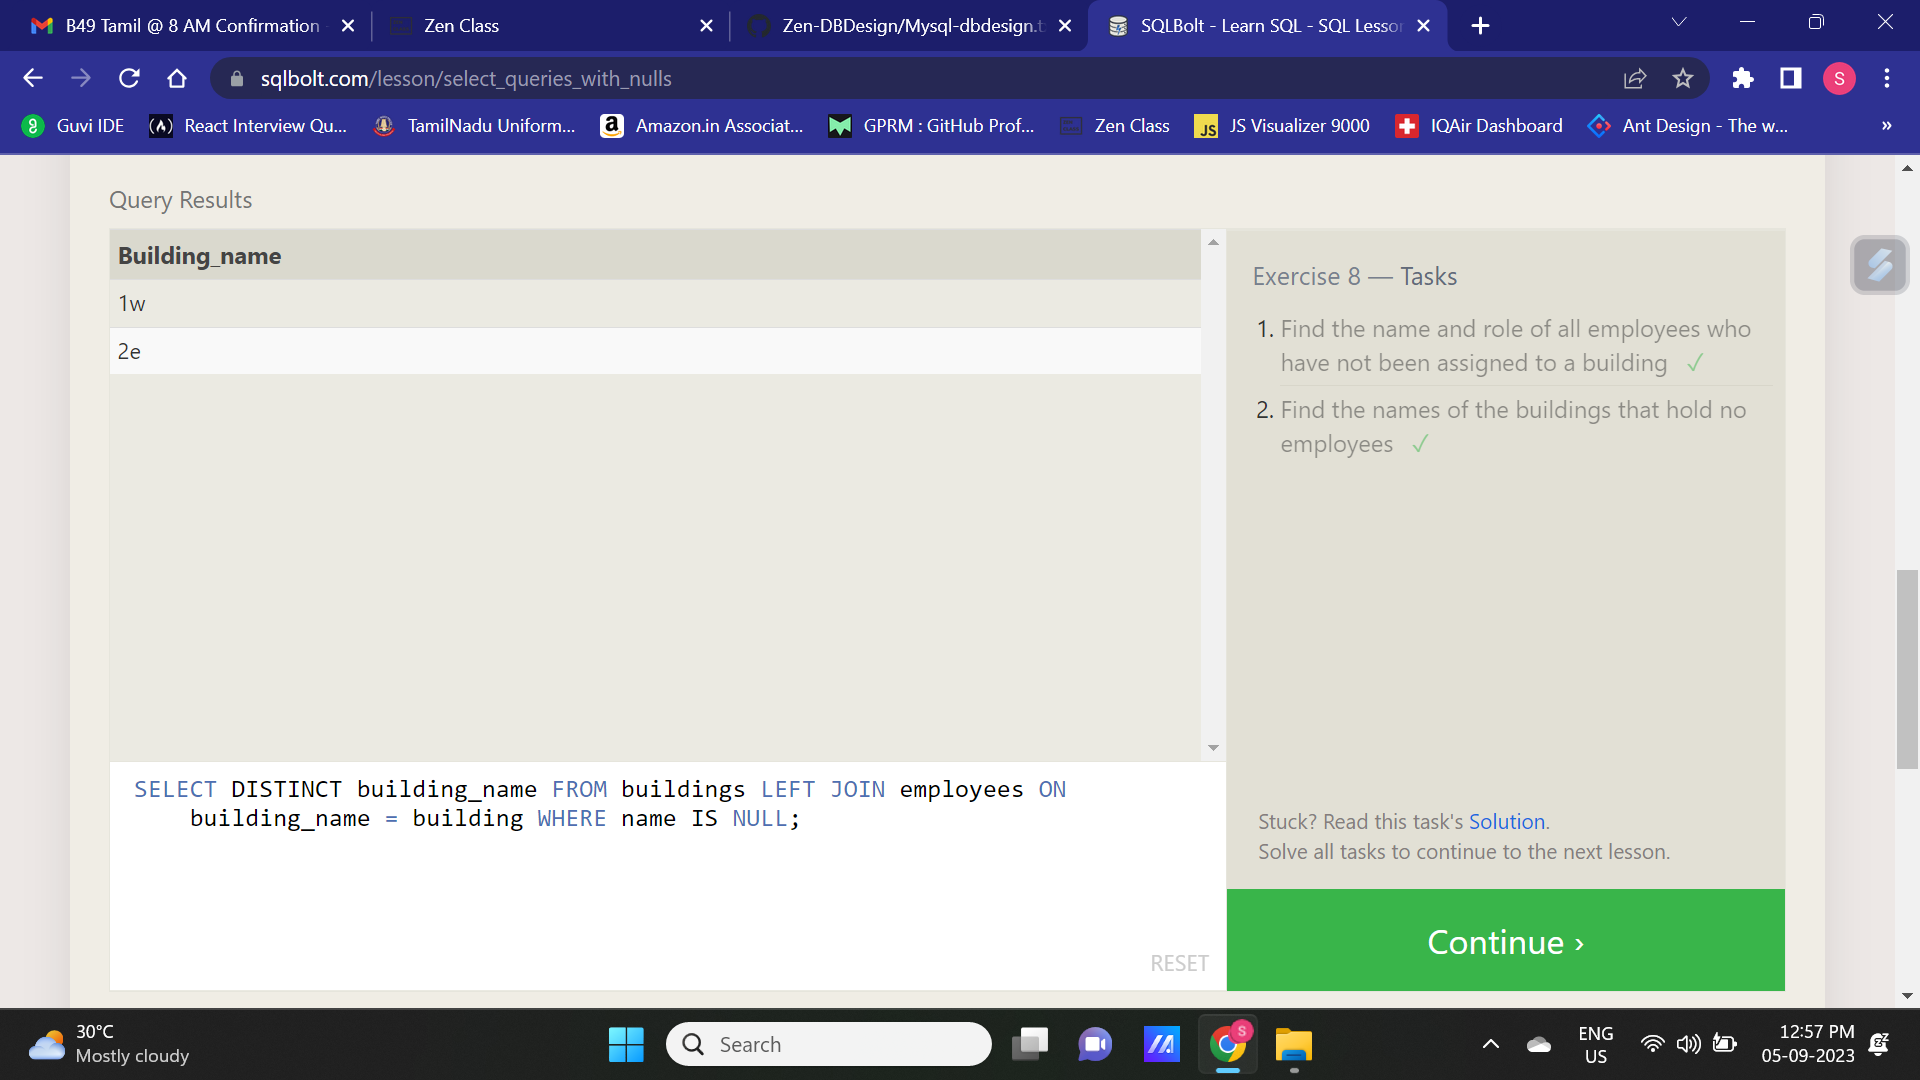 B49 Tamil @ 8 AM Confirmation
Zen Class
Zen-DBDesign/Mysql-dbdesign.t
SQLBolt - Learn SQL - SQL Lesson
sqlbolt.com/lesson/select_queries_with_nulls
S
Guvi IDE
React Interview Qu...
TamilNadu Uniform...
Amazon.in Associat...
GPRM : GitHub Prof...
Zen Class
JS
JS Visualizer 9000
IQAir Dashboard
Ant Design - The w...
»
Query Results
Building_name
1w
2e
Exercise 8 — Tasks
1. Find the name and role of all employees who
have not been assigned to a building ✓
2. Find the names of the buildings that hold no
employees ✓
SELECT DISTINCT building_name FROM buildings LEFT JOIN employees ON
building_name = building WHERE name IS NULL;
RESET
Stuck? Read this task's Solution.
Solve all tasks to continue to the next lesson.
Continue ›
30°C
Mostly cloudy
Search
S
ENG
US
12:57 PM
05-09-2023